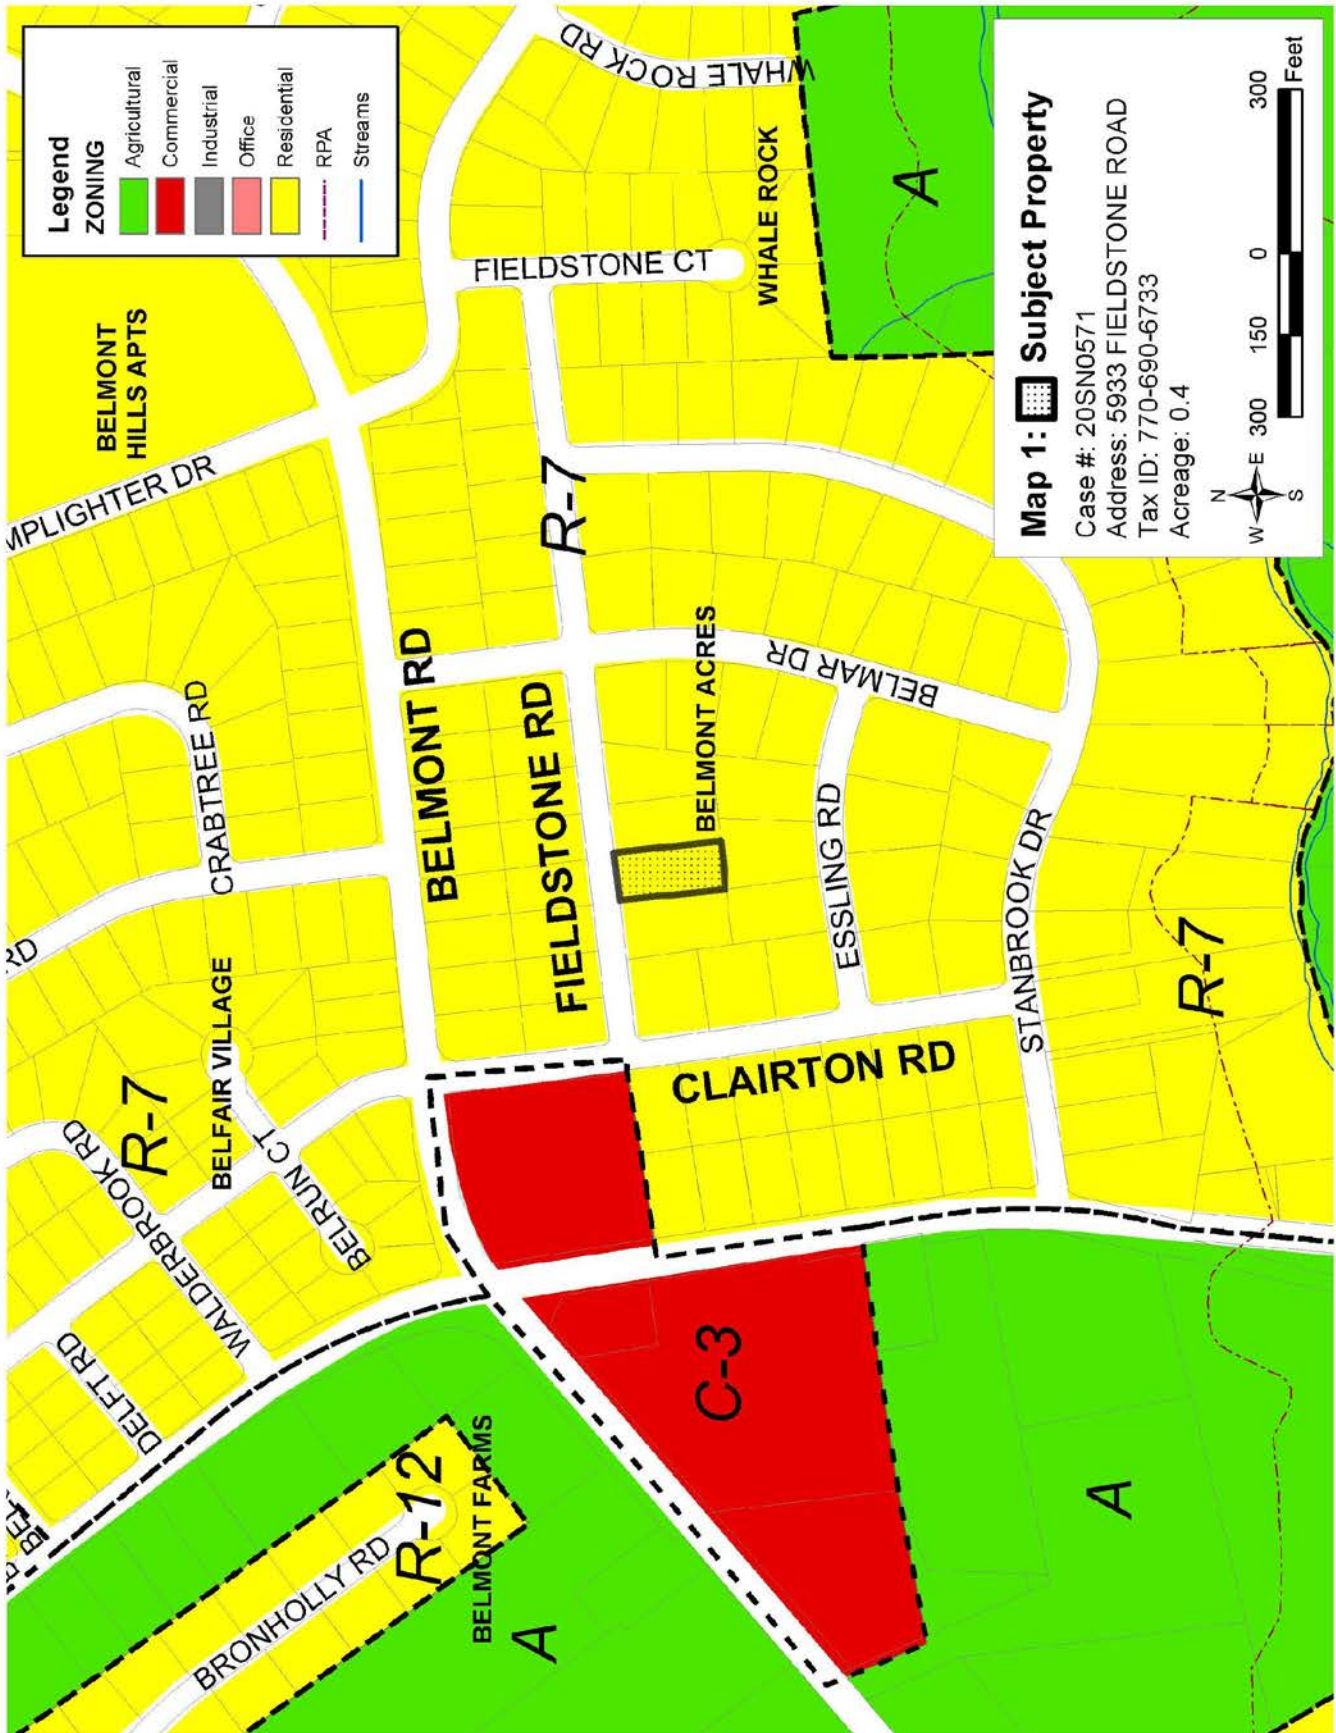 Legend
ZONING
Agricultural
Commercial
Industrial
Office
Residential
RPA
Streams
BELMONT
HILLS APTS
MPLIGHTER DR
CRABTREE RD
RD
BELFAIR VILLAGE
R-7
WALDERBROOK RD
BELRUN CT
DELFT RD
BRONHOLLY RD
R-12
BELMONT FARMS
A
BELMONT RD
FIELDSTONE RD
R-7
FIELDSTONE CT
WHALE ROCK RD
WHALE ROCK
A
BELMONT ACRES
BELMAR DR
ESSLING RD
STANBROOK DR
CLAIRTON RD
C-3
R-7
A
Map 1: Subject Property
Case #: 20SN0571
Address: 5933 FIELDSTONE ROAD
Tax ID: 770-690-6733
Acreage: 0.4
N
W E
S
300 150 0 300
Feet